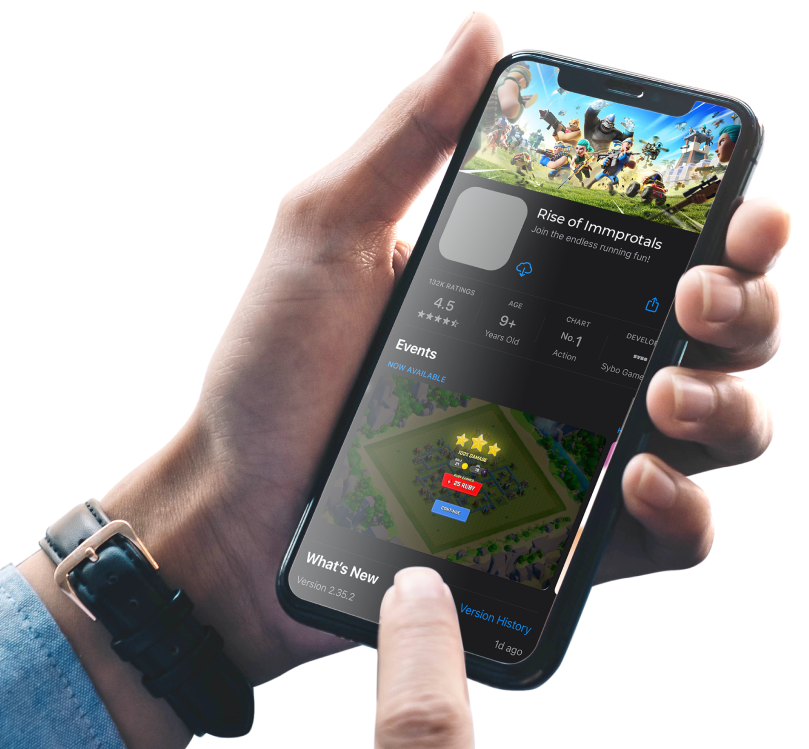 Rise of Immprotals
Join the endless running fun!
132K RATINGS
4.5
AGE
9+
Years Old
CHART
No.1
Action
DEVELOP
Sybo Game
Events
NOW AVAILABLE
100% DAMAGE
25 RUBY
CONTINUE
What's New
Version History
Version 2.35.2
1d ago